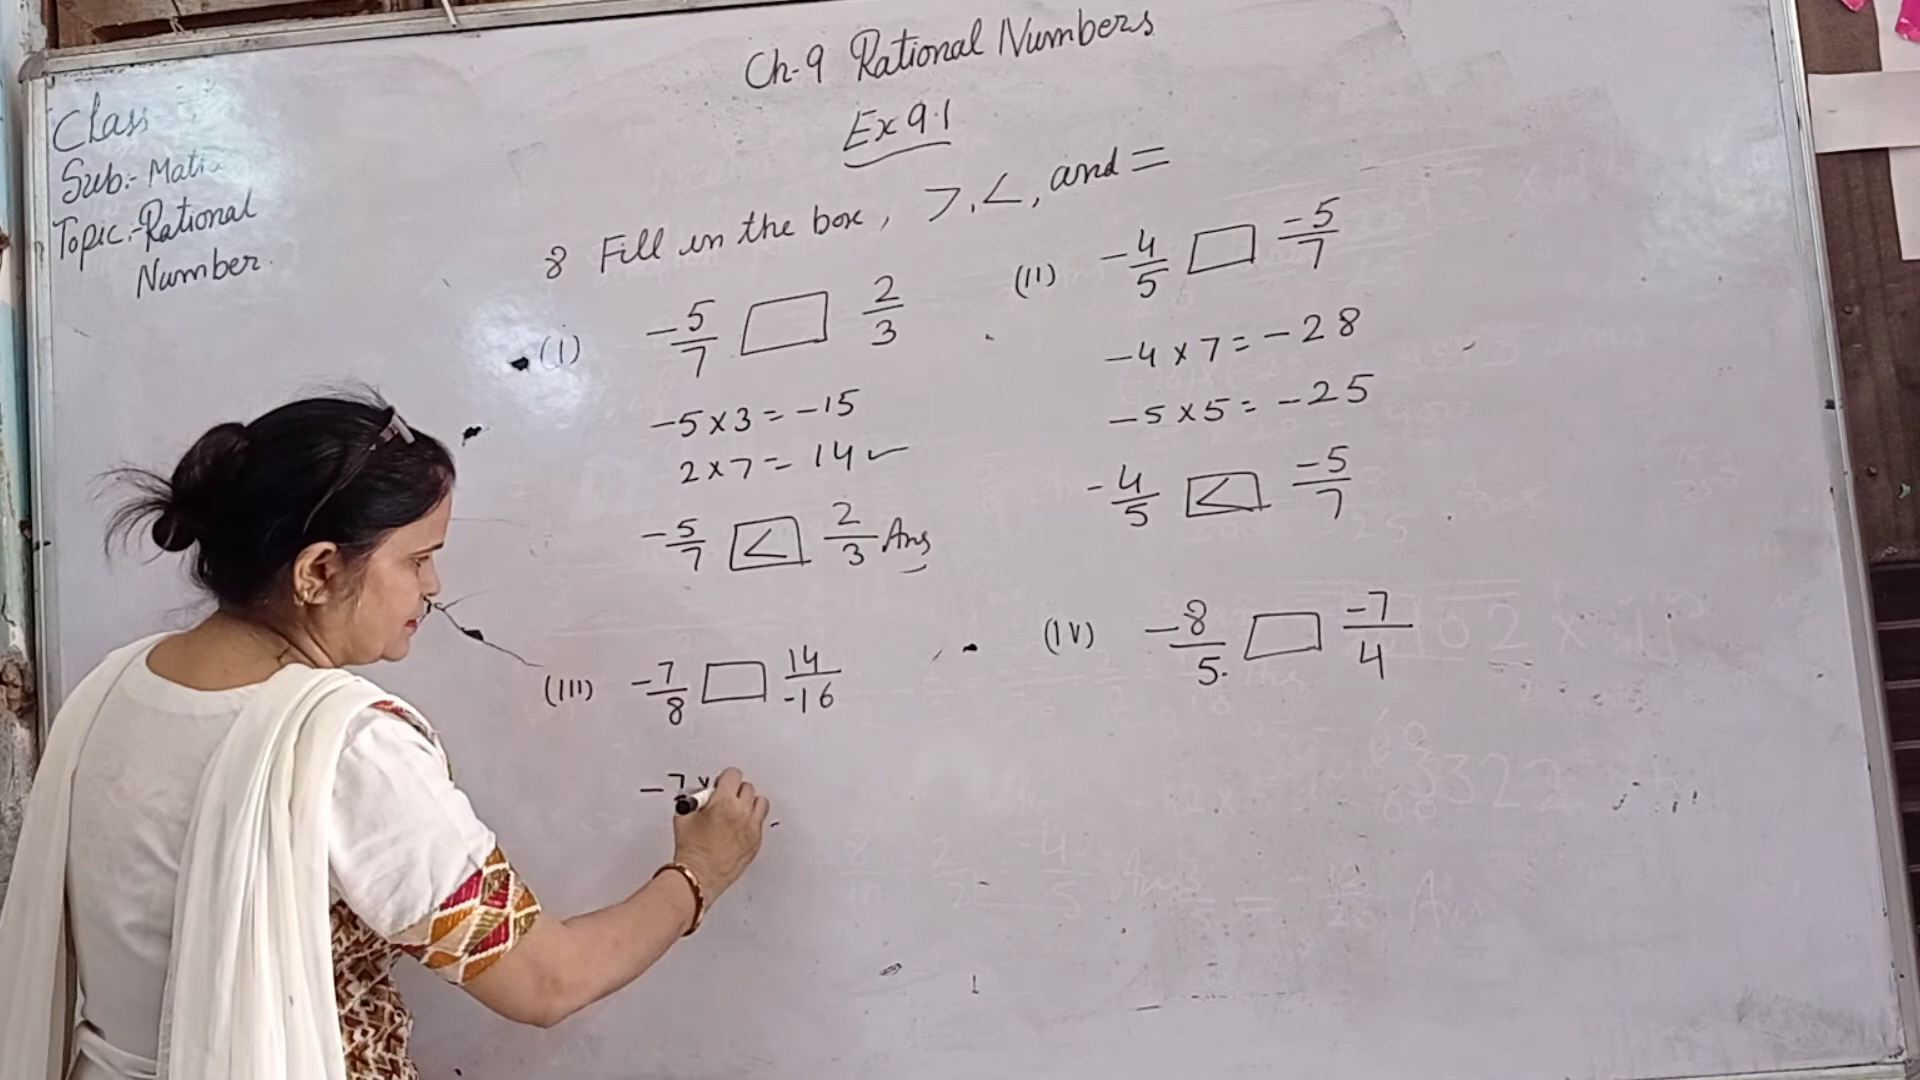 Ch-9 Rational Numbers
Ex 9.1
Class
Sub:- Mat
Topic:- Rational
Number.
8 Fill in the box, >, <, and =
(I) -5/7 □ 2/3
-5 × 3 = -15
2 × 7 = 14 ✓
-5/7 [<] 2/3 Ans
(II) -4/5 □ -5/7
-4 × 7 = -28
-5 × 5 = -25
-4/5 [<] -5/7
(III) -7/8 □ 14/-16
-7 ×
(IV) -8/5 □ -7/4